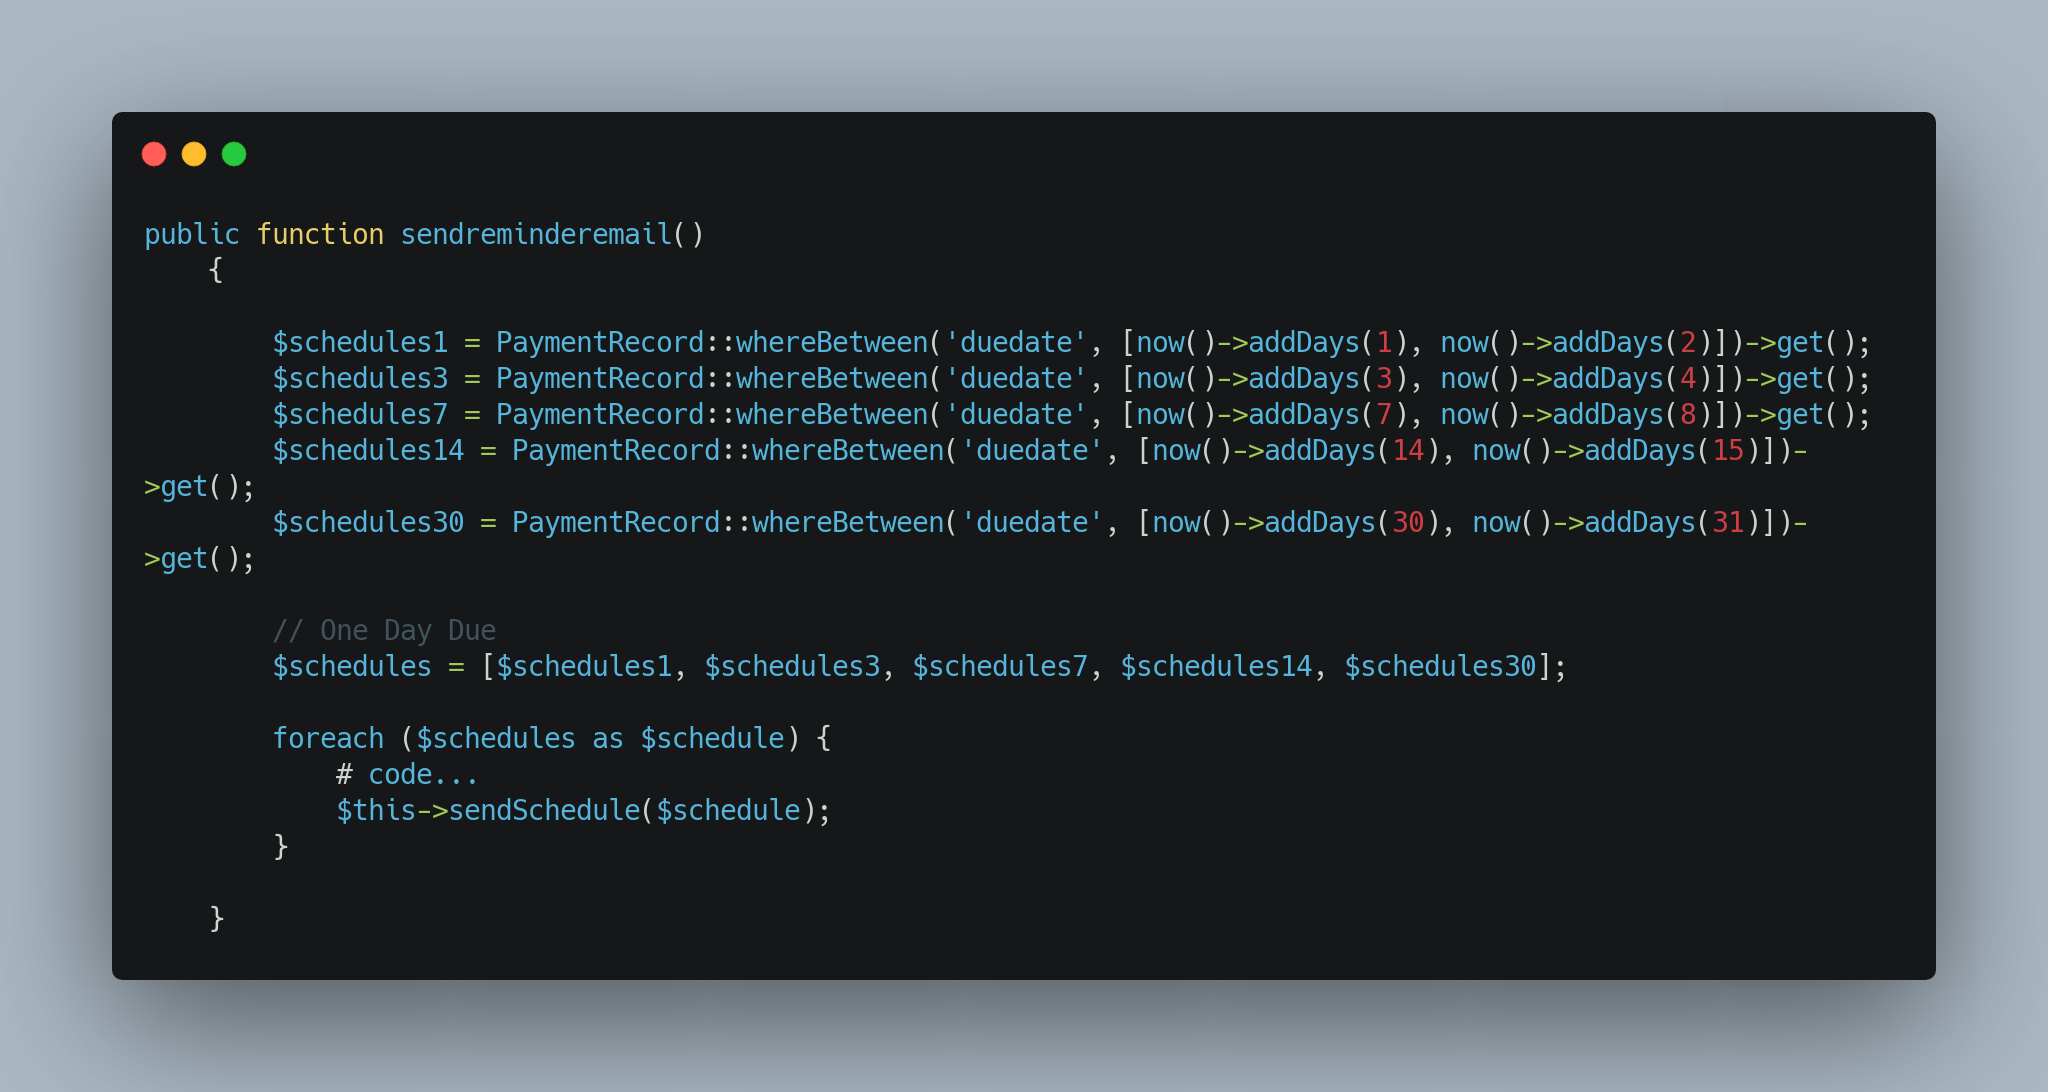 public function sendreminderemail()
    {

        $schedules1 = PaymentRecord::whereBetween('duedate', [now()->addDays(1), now()->addDays(2)])->get();
        $schedules3 = PaymentRecord::whereBetween('duedate', [now()->addDays(3), now()->addDays(4)])->get();
        $schedules7 = PaymentRecord::whereBetween('duedate', [now()->addDays(7), now()->addDays(8)])->get();
        $schedules14 = PaymentRecord::whereBetween('duedate', [now()->addDays(14), now()->addDays(15)])-
>get();
        $schedules30 = PaymentRecord::whereBetween('duedate', [now()->addDays(30), now()->addDays(31)])-
>get();

        // One Day Due
        $schedules = [$schedules1, $schedules3, $schedules7, $schedules14, $schedules30];

        foreach ($schedules as $schedule) {
            # code...
            $this->sendSchedule($schedule);
        }

    }